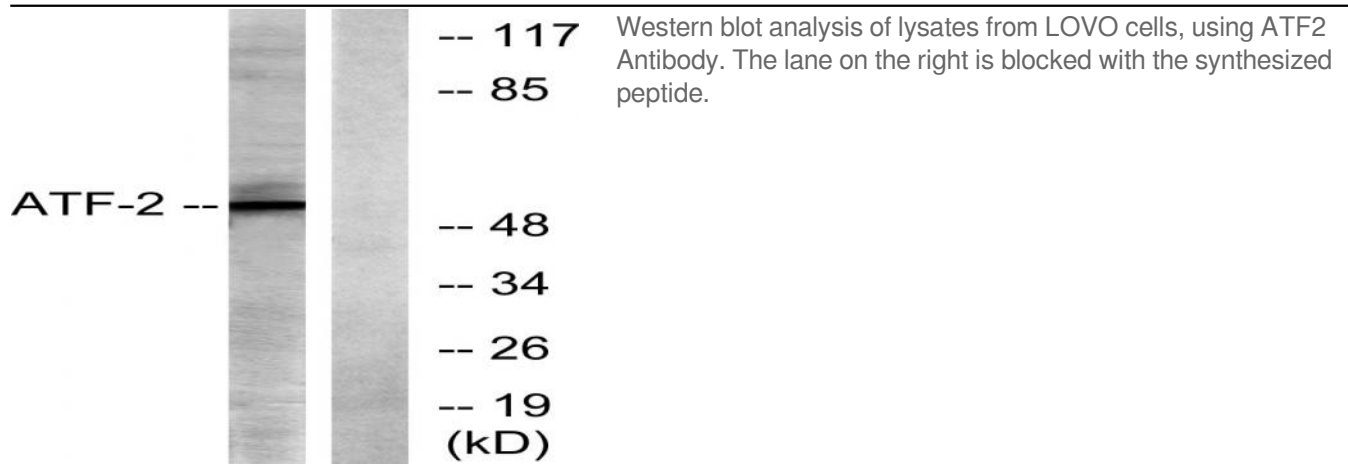 -- 117
-- 85
ATF-2 --
-- 48
-- 34
-- 26
-- 19
(kD)
Western blot analysis of lysates from LOVO cells, using ATF2
Antibody. The lane on the right is blocked with the synthesized
peptide.